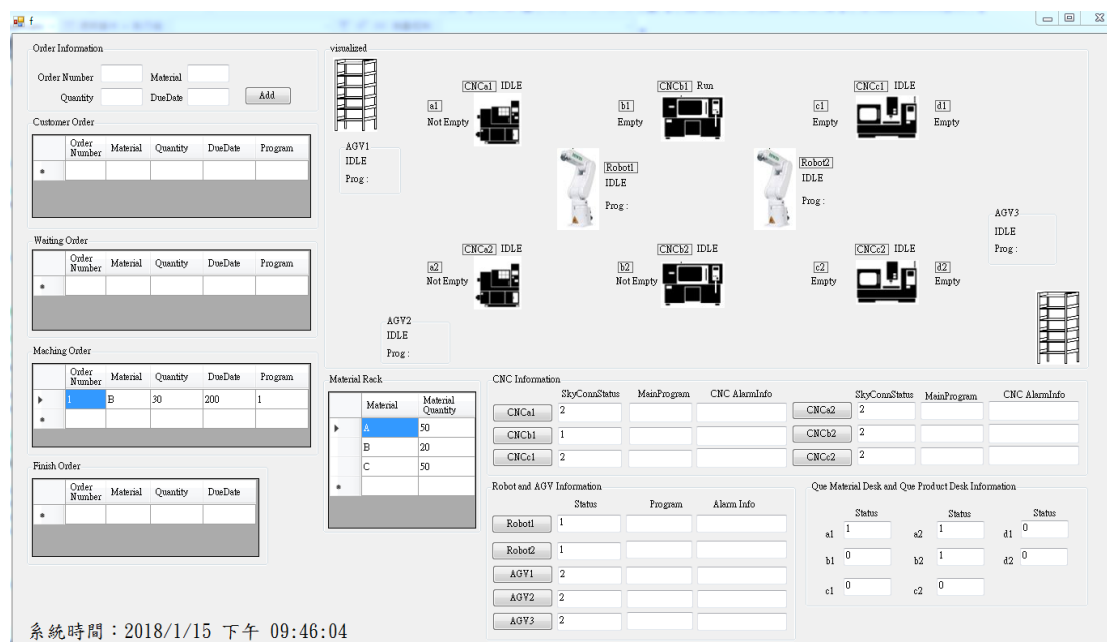 f
Order Information
Order Number
Material
Quantity
DueDate
Add
Customer Order
Order Number Material Quantity DueDate Program
*
Waiting Order
Order Number Material Quantity DueDate Program
*
Maching Order
Order Number Material Quantity DueDate Program
1 B 30 200 1
*
Finish Order
Order Number Material Quantity DueDate
*
系統時間：2018/1/15 下午 09:46:04
visualized
CNCa1 IDLE
CNCb1 Run
CNCc1 IDLE
a1
Not Empty
b1
Empty
c1
Empty
d1
Empty
AGV1
IDLE
Prog :
Robot1
IDLE
Prog :
Robot2
IDLE
Prog :
AGV3
IDLE
Prog :
CNCa2 IDLE
CNCb2 IDLE
CNCc2 IDLE
a2
Not Empty
b2
Not Empty
c2
Empty
d2
Empty
AGV2
IDLE
Prog :
Material Rack
Material Material Quantity
A 50
B 20
C 50
*
CNC Information
SkyConnStatus MainProgram CNC AlarmInfo SkyConnStatus MainProgram CNC AlarmInfo
CNCa1 2 CNCa2 2
CNCb1 1 CNCb2 2
CNCc1 2 CNCc2 2
Robot and AGV Information
Status Program Alarm Info
Robot1 1
Robot2 1
AGV1 2
AGV2 2
AGV3 2
Que Material Desk and Que Product Desk Information
Status Status Status
a1 1 a2 1 d1 0
b1 0 b2 1 d2 0
c1 0 c2 0